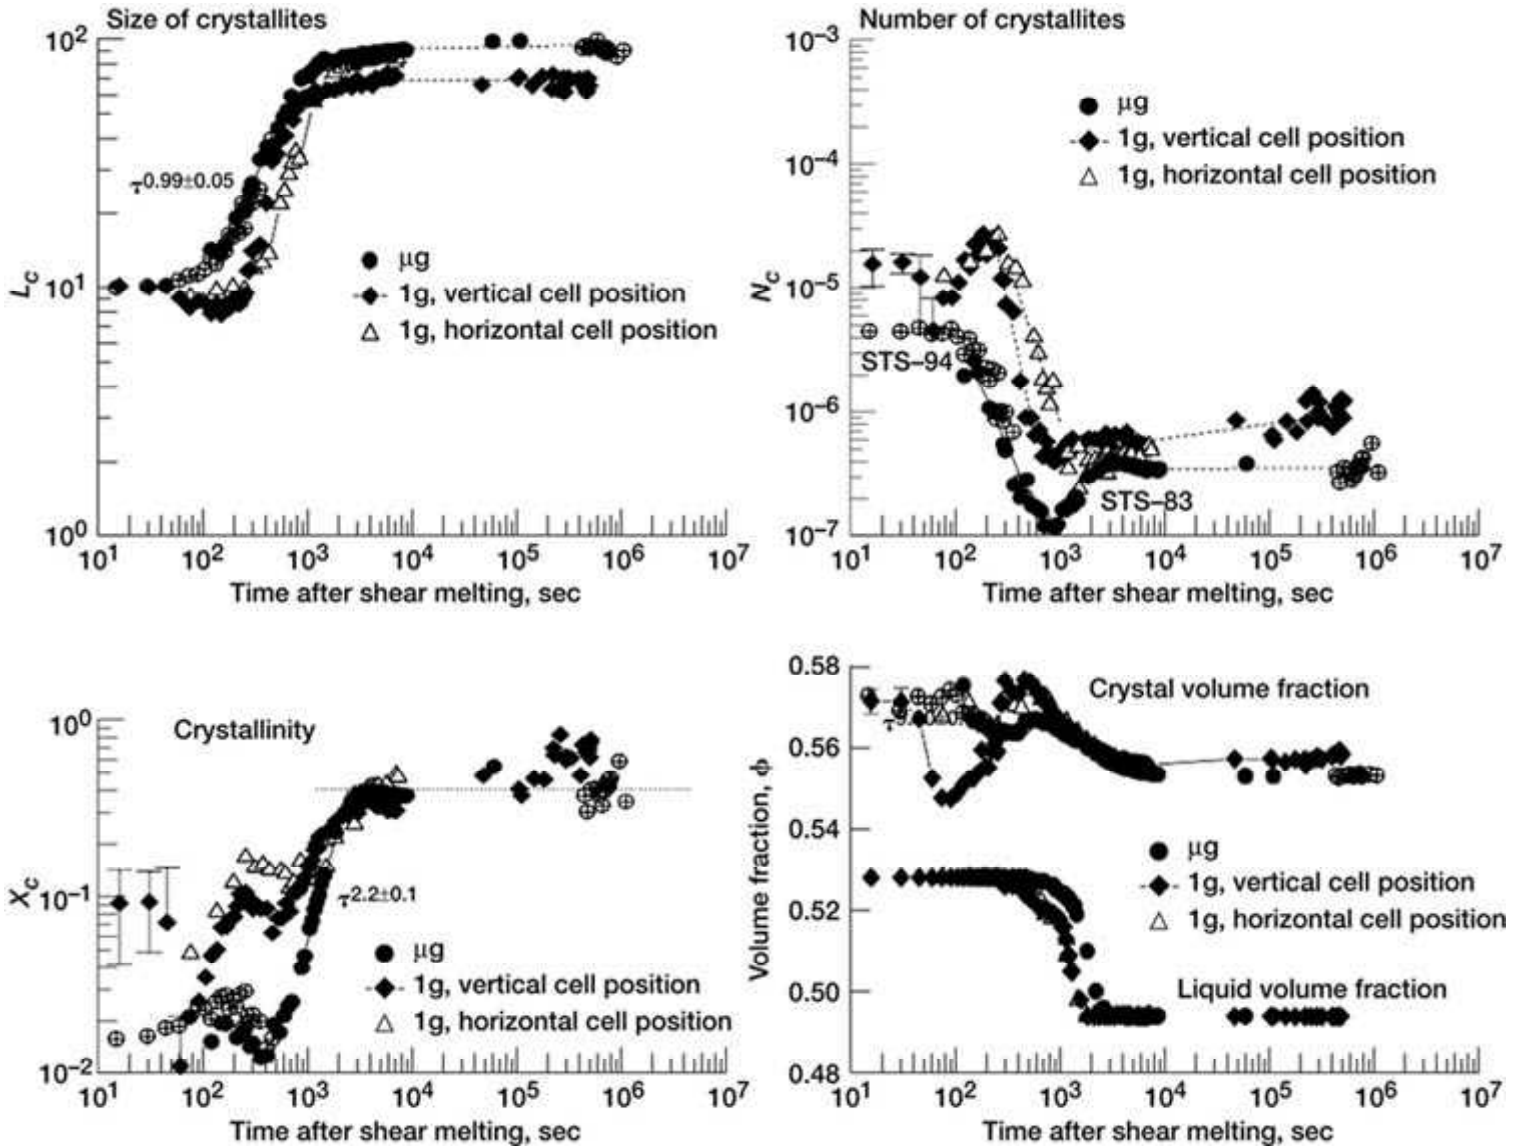 Size of crystallites
10²
10¹
10⁰
L_c
τ^0.99±0.05
μg
1g, vertical cell position
1g, horizontal cell position
10¹ 10² 10³ 10⁴ 10⁵ 10⁶ 10⁷
Time after shear melting, sec
Number of crystallites
10⁻³
10⁻⁴
10⁻⁵
10⁻⁶
10⁻⁷
N_c
μg
1g, vertical cell position
1g, horizontal cell position
STS–94
STS–83
10¹ 10² 10³ 10⁴ 10⁵ 10⁶ 10⁷
Time after shear melting, sec
Crystallinity
10⁰
10⁻¹
10⁻²
X_c
τ^2.2±0.1
μg
1g, vertical cell position
1g, horizontal cell position
10¹ 10² 10³ 10⁴ 10⁵ 10⁶ 10⁷
Time after shear melting, sec
0.58
0.56
0.54
0.52
0.50
0.48
Volume fraction, ϕ
Crystal volume fraction
μg
1g, vertical cell position
1g, horizontal cell position
Liquid volume fraction
10¹ 10² 10³ 10⁴ 10⁵ 10⁶ 10⁷
Time after shear melting, sec